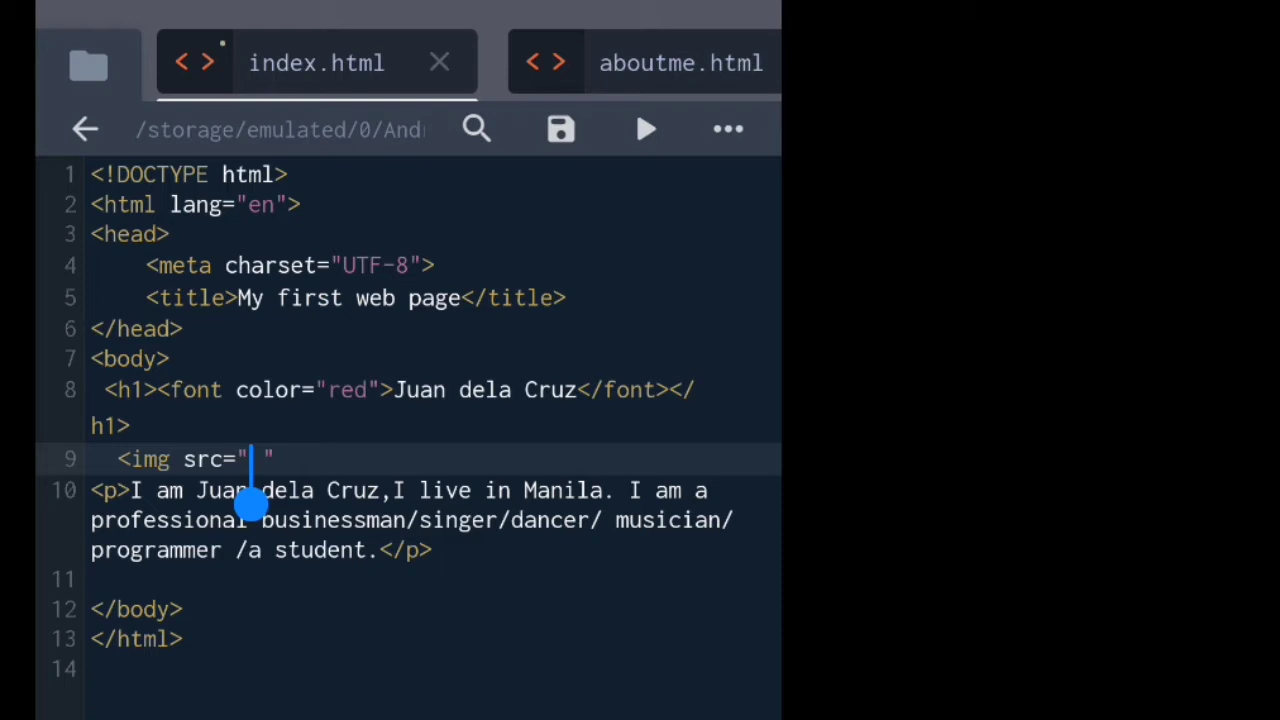 index.html
aboutme.html
/storage/emulated/0/And
1 <!DOCTYPE html>
2 <html lang="en">
3 <head>
4 <meta charset="UTF-8">
5 <title>My first web page</title>
6 </head>
7 <body>
8 <h1><font color="red">Juan dela Cruz</font></
h1>
9 <img src=" "
10 <p>I am Juan dela Cruz,I live in Manila. I am a
professional businessman/singer/dancer/ musician/
programmer /a student.</p>
11
12 </body>
13 </html>
14